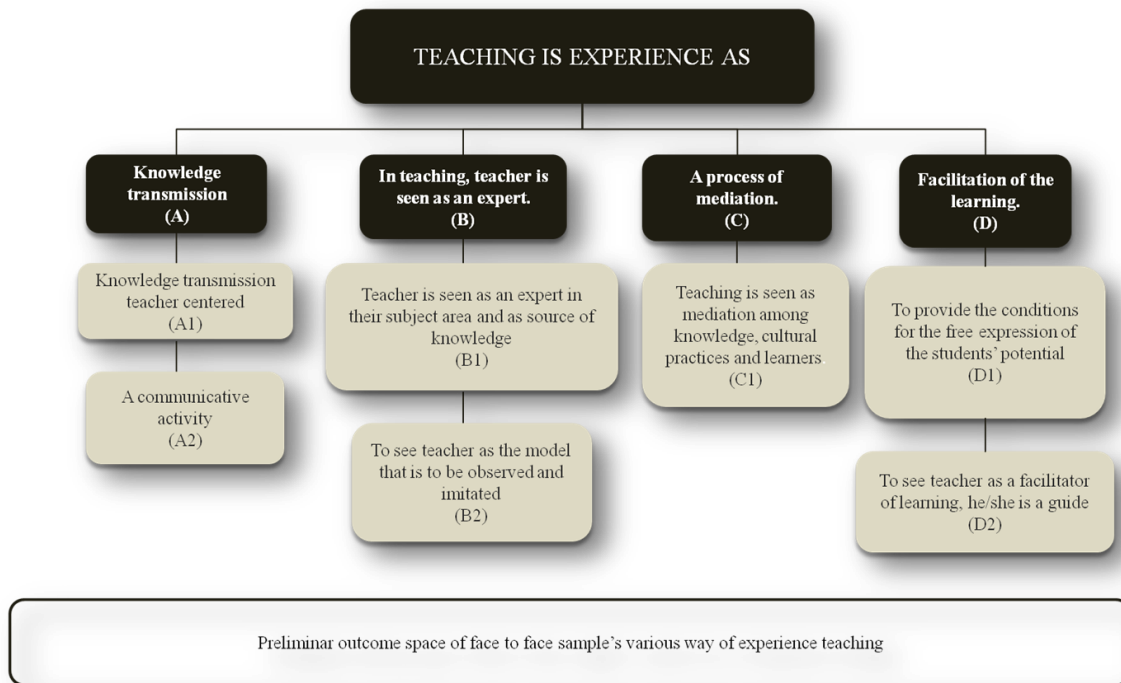 TEACHING IS EXPERIENCE AS
Knowledge
transmission
(A)
Knowledge transmission
teacher centered
(A1)
A communicative
activity
(A2)
In teaching, teacher is
seen as an expert.
(B)
Teacher is seen as an expert in
their subject area and as source of
knowledge
(B1)
To see teacher as the model
that is to be observed and
imitated
(B2)
A process of
mediation.
(C)
Teaching is seen as
mediation among
knowledge, cultural
practices and learners
(C1)
Facilitation of the
learning.
(D)
To provide the conditions
for the free expression of
the students’ potential
(D1)
To see teacher as a facilitator
of learning, he/she is a guide
(D2)
Preliminar outcome space of face to face sample’s various way of experience teaching